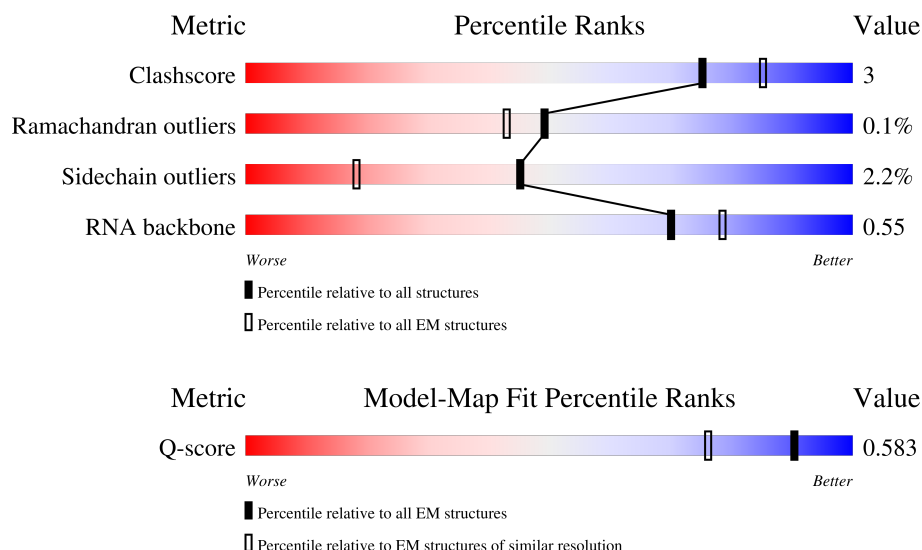 Metric Percentile Ranks Value
Clashscore 3
Ramachandran outliers 0.1%
Sidechain outliers 2.2%
RNA backbone 0.55
Worse Better
Percentile relative to all structures
Percentile relative to all EM structures
Metric Model-Map Fit Percentile Ranks Value
Q-score 0.583
Worse Better
Percentile relative to all EM structures
Percentile relative to EM structures of similar resolution